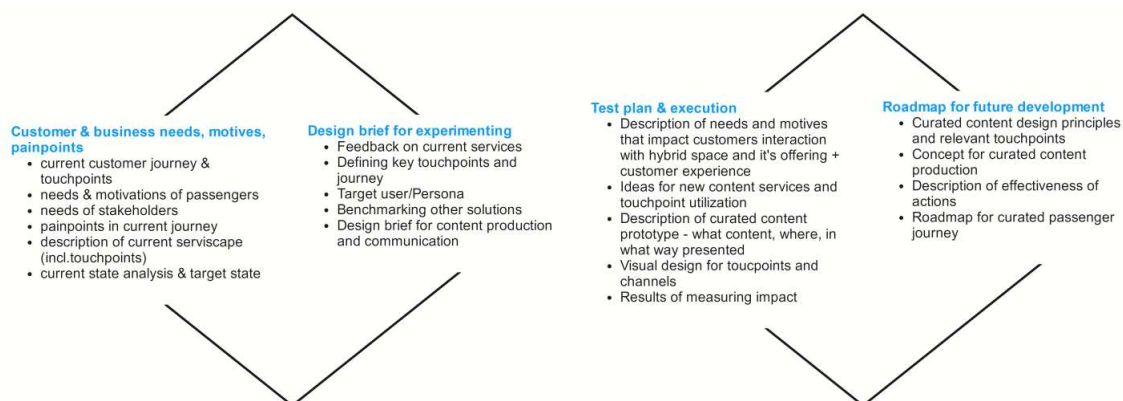 Customer & business needs, motives,
painpoints
• current customer journey &
touchpoints
• needs & motivations of passengers
• needs of stakeholders
• painpoints in current journey
• description of current serviscape
(incl.touchpoints)
• current state analysis & target state
Design brief for experimenting
• Feedback on current services
• Defining key touchpoints and
journey
• Target user/Persona
• Benchmarking other solutions
• Design brief for content production
and communication
Test plan & execution
• Description of needs and motives
that impact customers interaction
with hybrid space and it's offering +
customer experience
• Ideas for new content services and
touchpoint utilization
• Description of curated content
prototype - what content, where, in
what way presented
• Visual design for toucpoints and
channels
• Results of measuring impact
Roadmap for future development
• Curated content design principles
and relevant touchpoints
• Concept for curated content
production
• Description of effectiveness of
actions
• Roadmap for curated passenger
journey